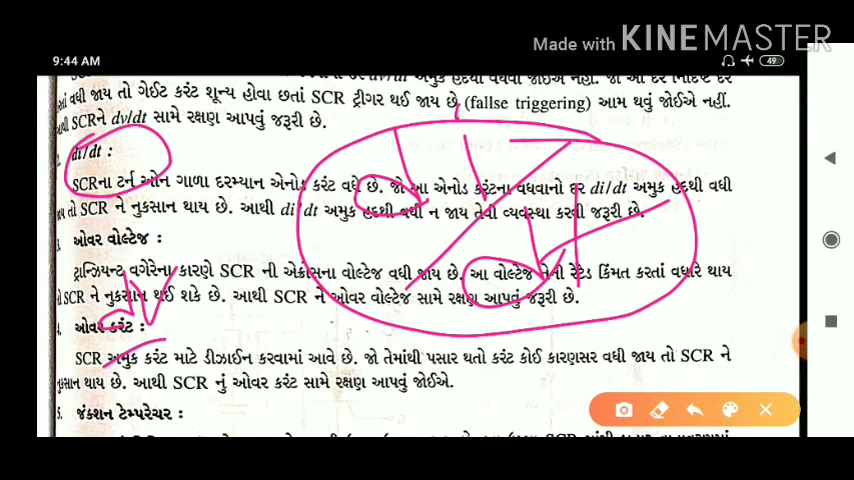 Made with KINEMASTER
9:44 AM
49
વધી જાય તો ગેઈટ કરંટ શૂન્ય હોવા છતાં SCR ટ્રીગર થઈ જાય છે (fallse triggering) આમ થવું જોઈએ નહીં.
SCRને dv/dt સામે રક્ષણ આપવું જરૂરી છે.
di/dt :
SCRના ટર્ન ઓન ગાળા દરમ્યાન એનોડ કરંટ વધે છે. જો આ એનોડ કરંટના વધવાનો દર di/dt અમુક હદથી વધી
તો SCR ને નુકસાન થાય છે. આથી di/dt અમુક હદથી વધી ન જાય તેવી વ્યવસ્થા કરવી જરૂરી છે.
ઓવર વોલ્ટેજ :
ટ્રાન્ઝિયન્ટ વગેરેના કારણે SCR ની એક્રોસના વોલ્ટેજ વધી જાય છે. આ વોલ્ટેજ તેની રેટેડ કિંમત કરતાં વધારે થાય
તો SCR ને નુકસાન થઈ શકે છે. આથી SCR ને ઓવર વોલ્ટેજ સામે રક્ષણ આપવું જરૂરી છે.
dV
4. ઓવર કરંટ :
SCR અમુક કરંટ માટે ડીઝાઈન કરવામાં આવે છે. જો તેમાંથી પસાર થતો કરંટ કોઈ કારણસર વધી જાય તો SCR ને
નુકસાન થાય છે. આથી SCR નું ઓવર કરંટ સામે રક્ષણ આપવું જોઈએ.
5. જંકશન ટેમ્પરેચર :